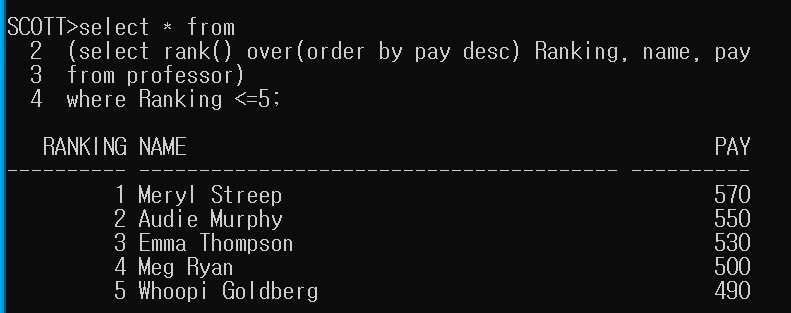 SCOTT>select * from
2 (select rank() over(order by pay desc) Ranking, name, pay
3 from professor)
4 where Ranking <=5;
RANKING NAME PAY
---------- ---------------------------------------- ----------
1 Meryl Streep 570
2 Audie Murphy 550
3 Emma Thompson 530
4 Meg Ryan 500
5 Whoopi Goldberg 490